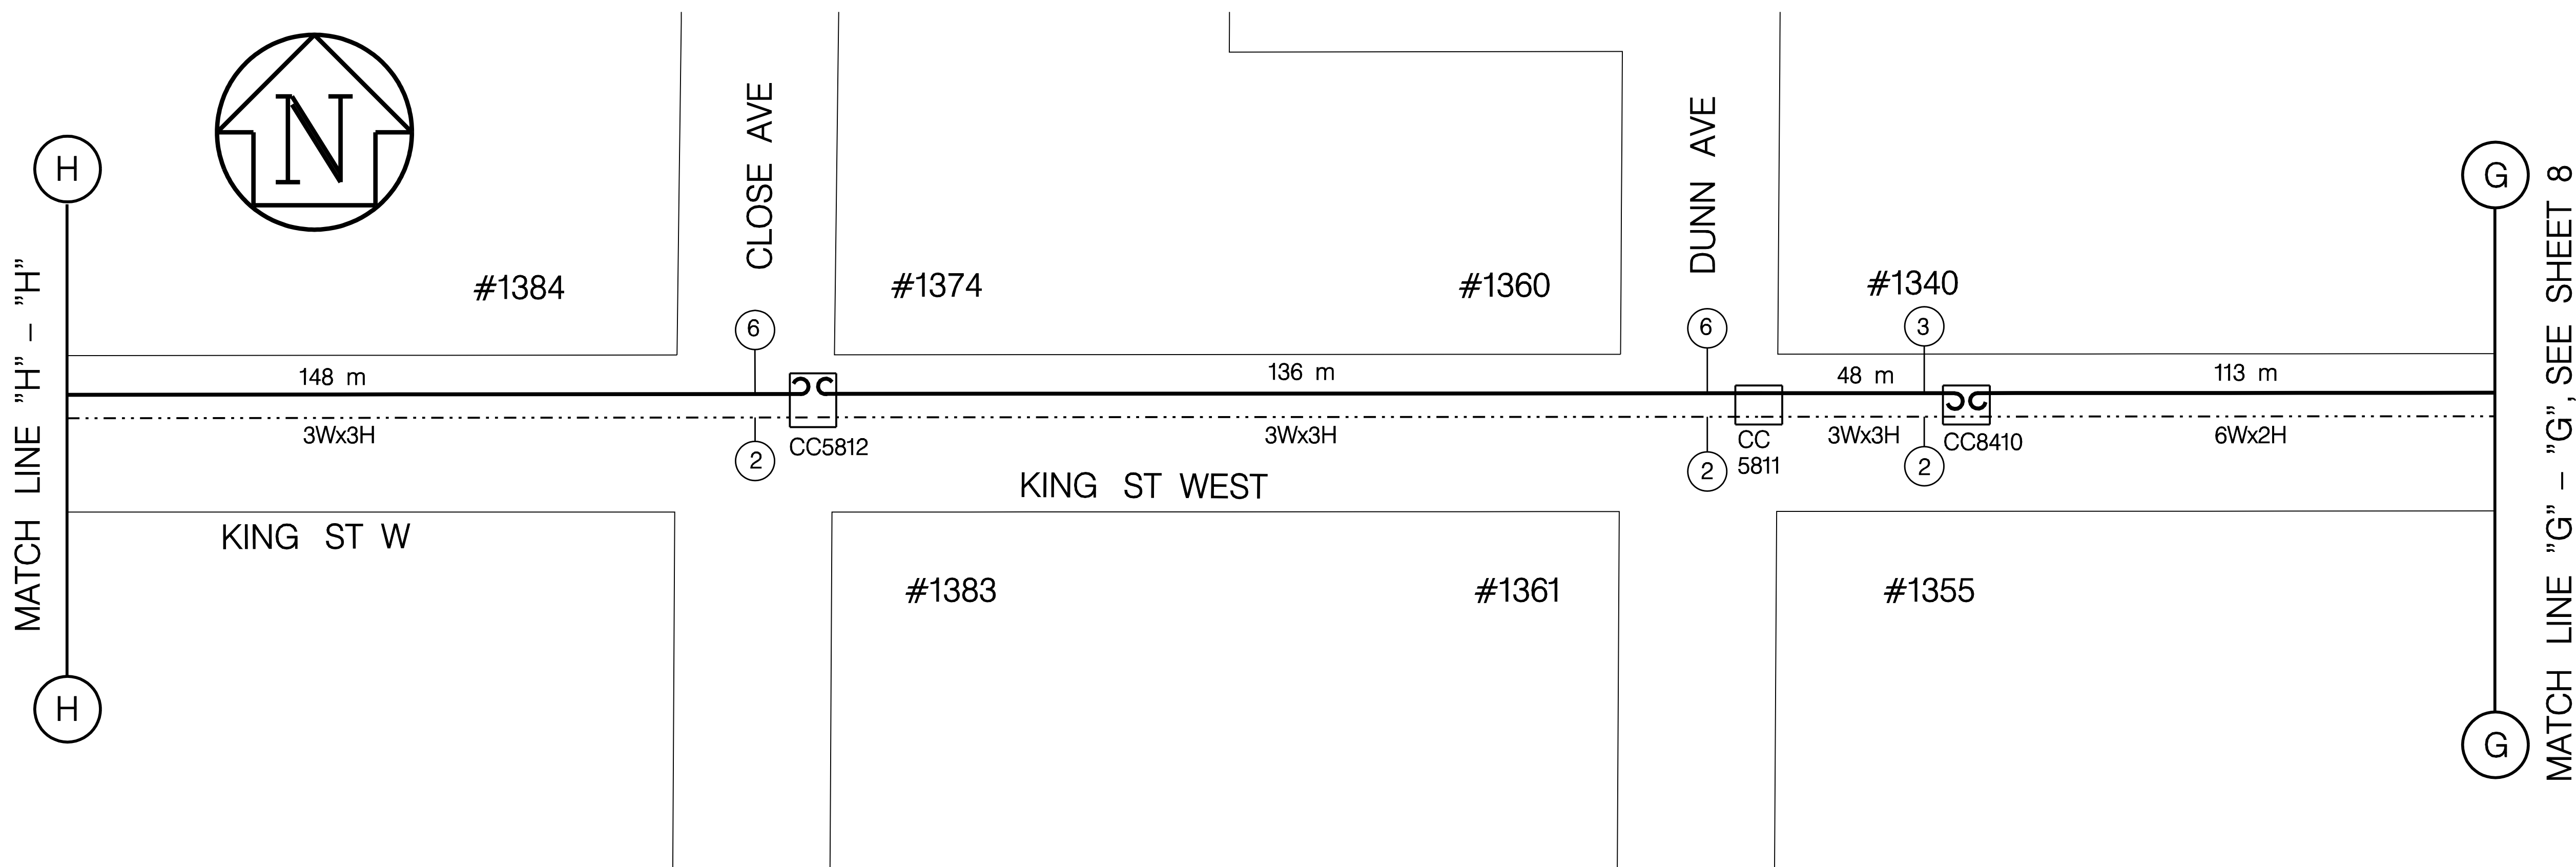 N
CLOSE AVE
DUNN AVE
H
G
MATCH LINE "H" – "H"
MATCH LINE "G" – "G", SEE SHEET 8
#1384
#1374
#1360
#1340
6
6
3
148 m
136 m
48 m
113 m
3Wx3H
3Wx3H
3Wx3H
6Wx2H
2
CC5812
2
CC
5811
2
CC8410
KING ST WEST
KING ST W
#1383
#1361
#1355
H
G